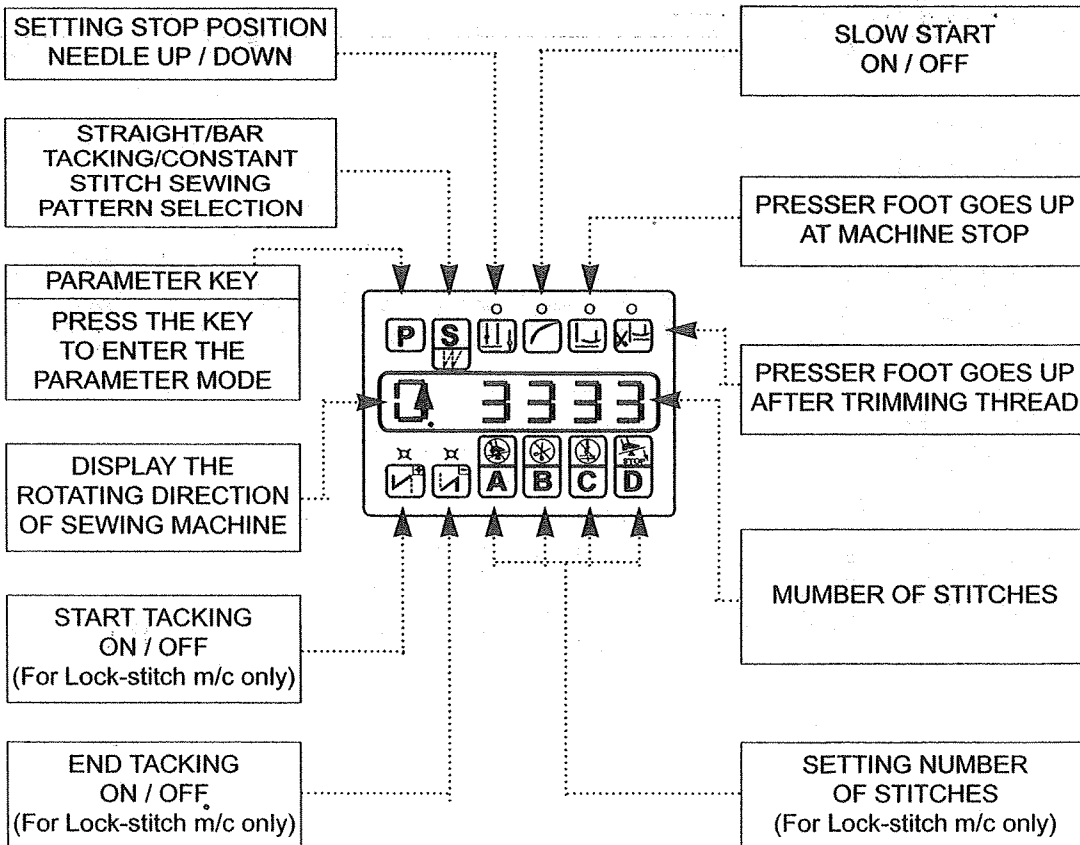 SETTING STOP POSITION
NEEDLE UP / DOWN
SLOW START
ON / OFF
STRAIGHT/BAR
TACKING/CONSTANT
STITCH SEWING
PATTERN SELECTION
PRESSER FOOT GOES UP
AT MACHINE STOP
PARAMETER KEY
PRESS THE KEY
TO ENTER THE
PARAMETER MODE
PRESSER FOOT GOES UP
AFTER TRIMMING THREAD
P S
3 3 3 3
A B C D
STOP
DISPLAY THE
ROTATING DIRECTION
OF SEWING MACHINE
MUMBER OF STITCHES
START TACKING
ON / OFF
(For Lock-stitch m/c only)
END TACKING
ON / OFF
(For Lock-stitch m/c only)
SETTING NUMBER
OF STITCHES
(For Lock-stitch m/c only)